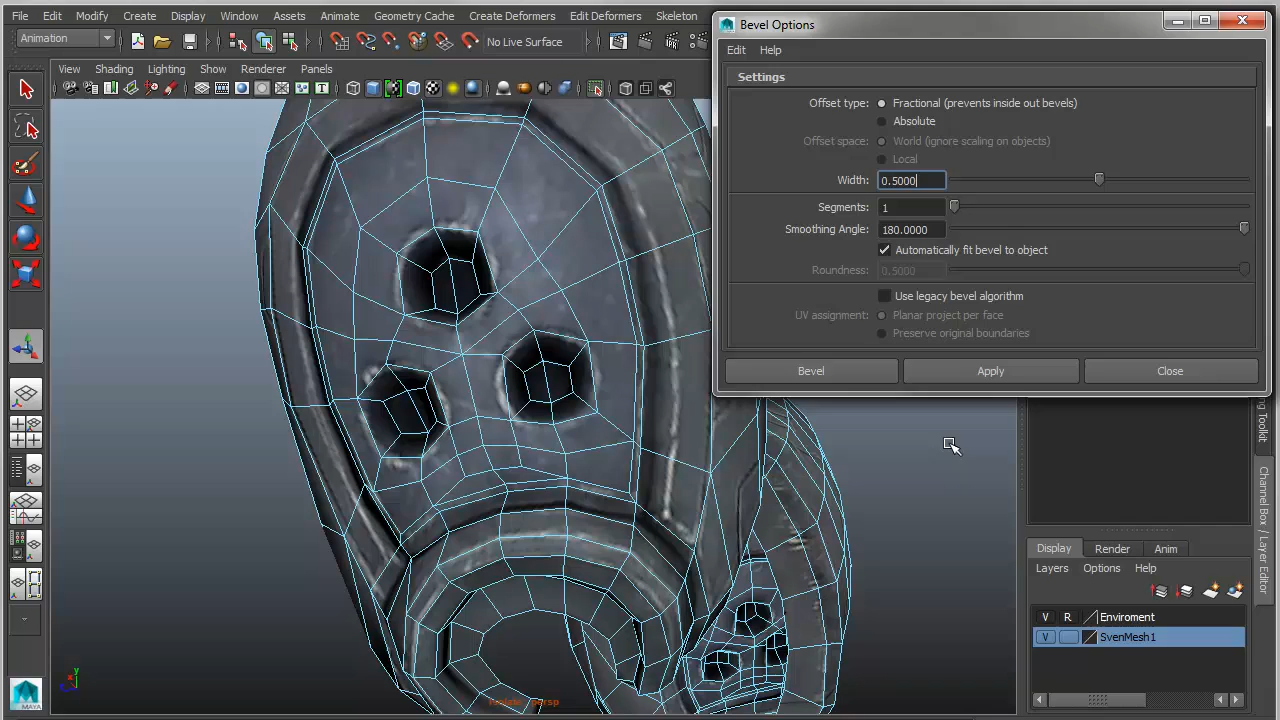 File Edit Modify Create Display Window Assets Animate Geometry Cache Create Deformers Edit Deformers Skeleton
Animation
No Live Surface
View Shading Lighting Show Renderer Panels
Bevel Options
Edit Help
Settings
Offset type: Fractional (prevents inside out bevels)
Absolute
Offset space: World (ignore scaling on objects)
Local
Width: 0.5000
Segments: 1
Smoothing Angle: 180.0000
Automatically fit bevel to object
Roundness: 0.5000
Use legacy bevel algorithm
UV assignment: Planar project per face
Preserve original boundaries
Bevel Apply Close
Channel Box / Layer Editor
Display Render Anim
Layers Options Help
V R Enviroment
V SvenMesh1
MAYA
y
x
z
persp